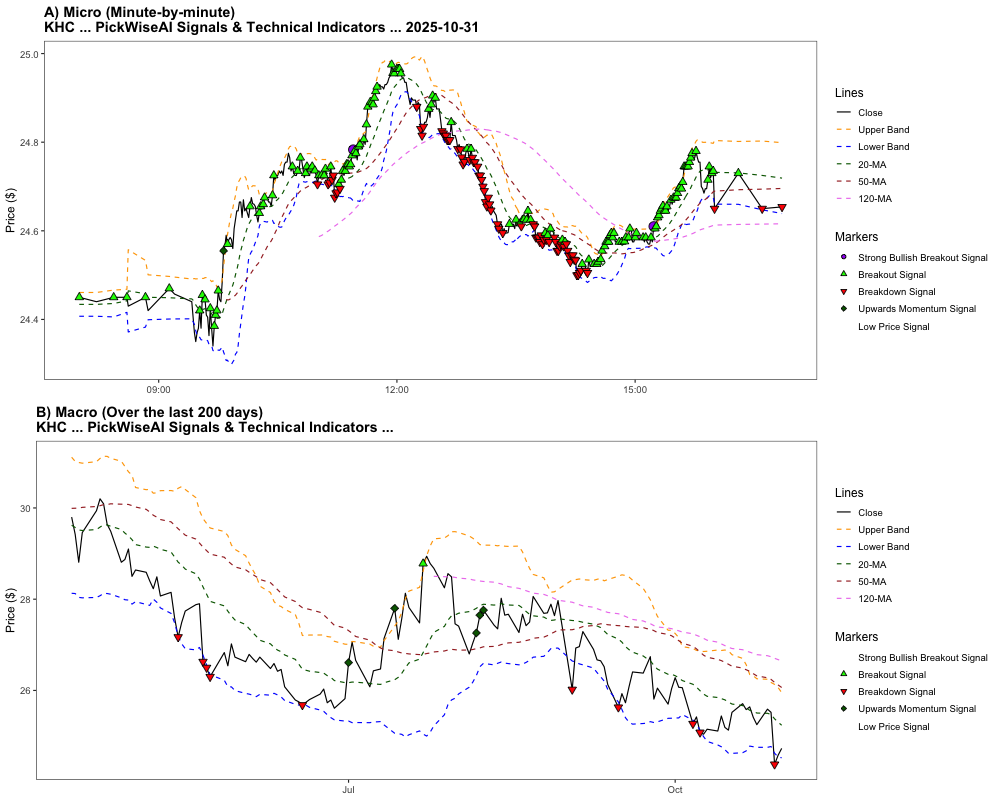 A) Micro (Minute-by-minute)
KHC ... PickWiseAI Signals & Technical Indicators ... 2025-10-31
25.0
24.8
24.6
24.4
Price ($)
09:00
12:00
15:00
Lines
Close
Upper Band
Lower Band
20-MA
50-MA
120-MA
Markers
Strong Bullish Breakout Signal
Breakout Signal
Breakdown Signal
Upwards Momentum Signal
Low Price Signal
B) Macro (Over the last 200 days)
KHC ... PickWiseAI Signals & Technical Indicators ...
30
28
26
Price ($)
Jul
Oct
Lines
Close
Upper Band
Lower Band
20-MA
50-MA
120-MA
Markers
Strong Bullish Breakout Signal
Breakout Signal
Breakdown Signal
Upwards Momentum Signal
Low Price Signal